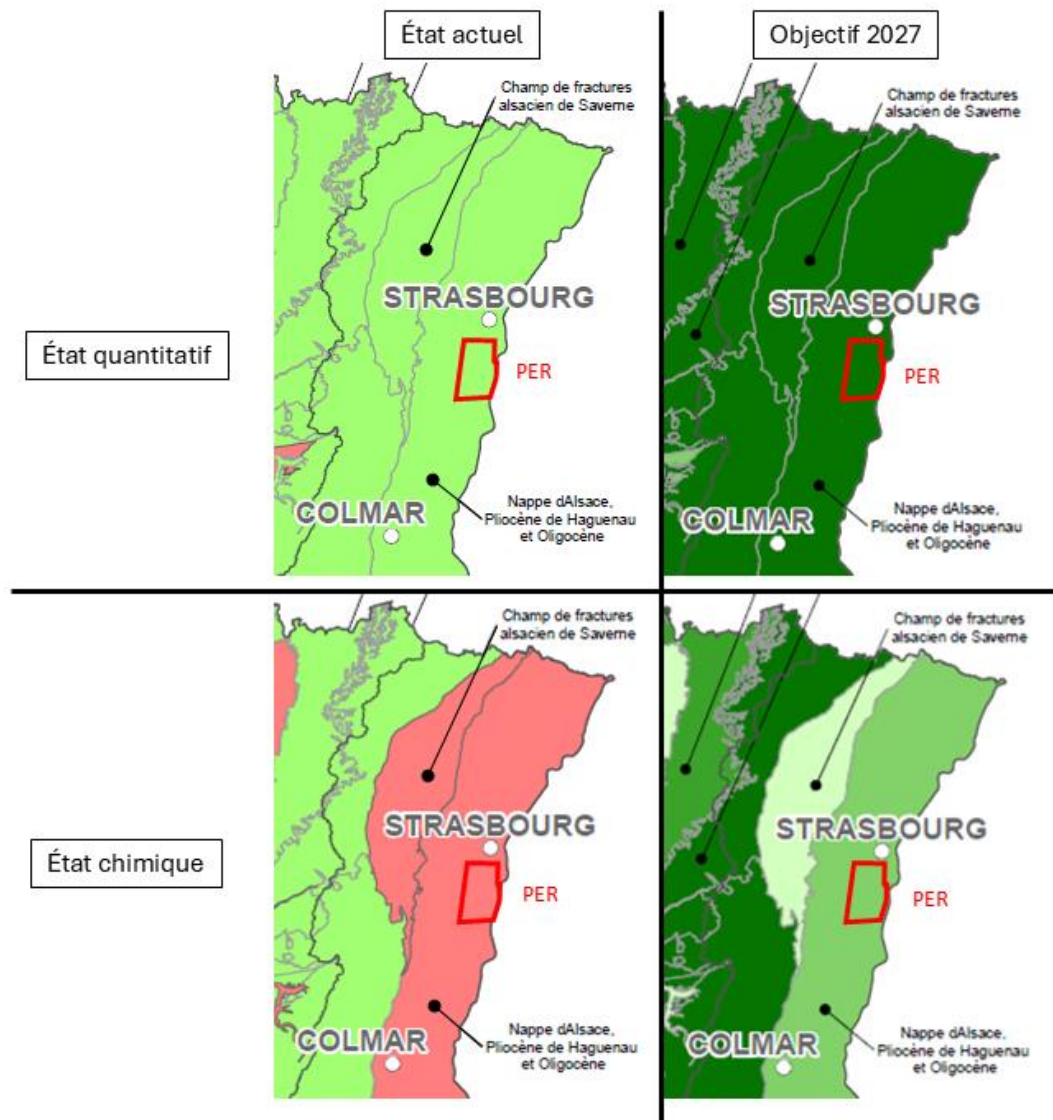 État actuel
Objectif 2027
État quantitatif
Champ de fractures
alsacien de Saverne
STRASBOURG
PER
COLMAR
Nappe dAlsace,
Pliocène de Haguenau
et Oligocène
Champ de fractures
alsacien de Saverne
STRASBOURG
PER
COLMAR
Nappe dAlsace,
Pliocène de Haguenau
et Oligocène
État chimique
Champ de fractures
alsacien de Saverne
STRASBOURG
PER
COLMAR
Nappe dAlsace,
Pliocène de Haguenau
et Oligocène
Champ de fractures
alsacien de Saverne
STRASBOURG
PER
COLMAR
Nappe dAlsace,
Pliocène de Haguenau
et Oligocène